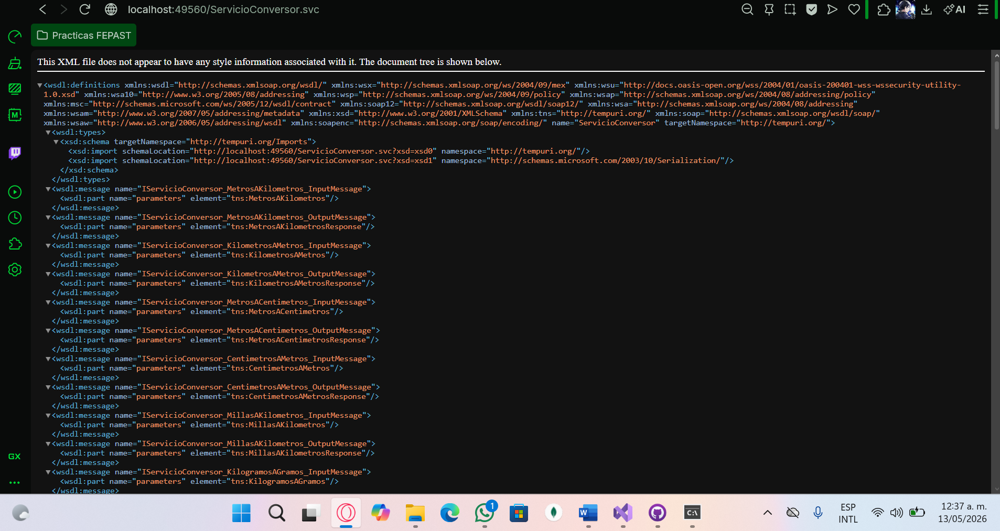 localhost:49560/ServicioConversor.svc
AI
Practicas FEPAST
This XML file does not appear to have any style information associated with it. The document tree is shown below.
▼<wsdl:definitions xmlns:wsdl="http://schemas.xmlsoap.org/wsdl/" xmlns:wsx="http://schemas.xmlsoap.org/ws/2004/09/mex" xmlns:wsu="http://docs.oasis-open.org/wss/2004/01/oasis-200401-wss-wssecurity-utility-
1.0.xsd" xmlns:wsa10="http://www.w3.org/2005/08/addressing" xmlns:wsp="http://schemas.xmlsoap.org/ws/2004/09/policy" xmlns:wsap="http://schemas.xmlsoap.org/ws/2004/08/addressing/policy"
xmlns:msc="http://schemas.microsoft.com/ws/2005/12/wsdl/contract" xmlns:soap12="http://schemas.xmlsoap.org/wsdl/soap12/" xmlns:wsa="http://schemas.xmlsoap.org/ws/2004/08/addressing"
xmlns:wsam="http://www.w3.org/2007/05/addressing/metadata" xmlns:xsd="http://www.w3.org/2001/XMLSchema" xmlns:tns="http://tempuri.org/" xmlns:soap="http://schemas.xmlsoap.org/wsdl/soap/"
xmlns:wsaw="http://www.w3.org/2006/05/addressing/wsdl" xmlns:soapenc="http://schemas.xmlsoap.org/soap/encoding/" name="ServicioConversor" targetNamespace="http://tempuri.org/">
▼<wsdl:types>
▼<xsd:schema targetNamespace="http://tempuri.org/Imports">
<xsd:import schemaLocation="http://localhost:49560/ServicioConversor.svc?xsd=xsd0" namespace="http://tempuri.org/"/>
<xsd:import schemaLocation="http://localhost:49560/ServicioConversor.svc?xsd=xsd1" namespace="http://schemas.microsoft.com/2003/10/Serialization/"/>
</xsd:schema>
</wsdl:types>
▼<wsdl:message name="IServicioConversor_MetrosAKilometros_InputMessage">
<wsdl:part name="parameters" element="tns:MetrosAKilometros"/>
</wsdl:message>
▼<wsdl:message name="IServicioConversor_MetrosAKilometros_OutputMessage">
<wsdl:part name="parameters" element="tns:MetrosAKilometrosResponse"/>
</wsdl:message>
▼<wsdl:message name="IServicioConversor_KilometrosAMetros_InputMessage">
<wsdl:part name="parameters" element="tns:KilometrosAMetros"/>
</wsdl:message>
▼<wsdl:message name="IServicioConversor_KilometrosAMetros_OutputMessage">
<wsdl:part name="parameters" element="tns:KilometrosAMetrosResponse"/>
</wsdl:message>
▼<wsdl:message name="IServicioConversor_MetrosACentimetros_InputMessage">
<wsdl:part name="parameters" element="tns:MetrosACentimetros"/>
</wsdl:message>
▼<wsdl:message name="IServicioConversor_MetrosACentimetros_OutputMessage">
<wsdl:part name="parameters" element="tns:MetrosACentimetrosResponse"/>
</wsdl:message>
▼<wsdl:message name="IServicioConversor_CentimetrosAMetros_InputMessage">
<wsdl:part name="parameters" element="tns:CentimetrosAMetros"/>
</wsdl:message>
▼<wsdl:message name="IServicioConversor_CentimetrosAMetros_OutputMessage">
<wsdl:part name="parameters" element="tns:CentimetrosAMetrosResponse"/>
</wsdl:message>
▼<wsdl:message name="IServicioConversor_MillasAKilometros_InputMessage">
<wsdl:part name="parameters" element="tns:MillasAKilometros"/>
</wsdl:message>
▼<wsdl:message name="IServicioConversor_MillasAKilometros_OutputMessage">
<wsdl:part name="parameters" element="tns:MillasAKilometrosResponse"/>
</wsdl:message>
▼<wsdl:message name="IServicioConversor_KilogramosAGramos_InputMessage">
<wsdl:part name="parameters" element="tns:KilogramosAGramos"/>
</wsdl:message>
M
GX
1
W
C:\
ESP
INTL
12:37 a. m.
13/05/2026